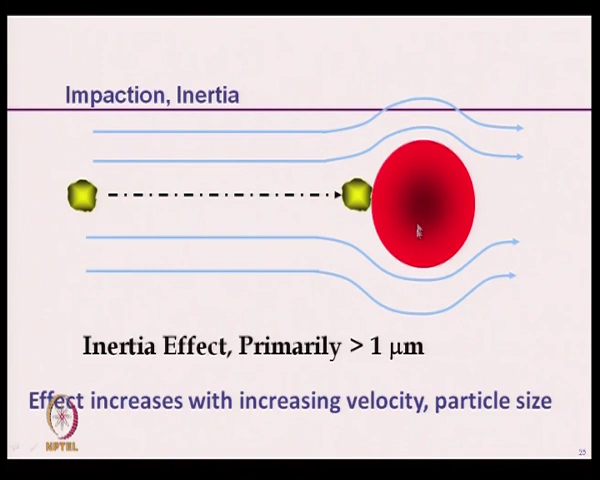 Impaction, Inertia
Inertia Effect, Primarily > 1 μm
Effect increases with increasing velocity, particle size
NPTEL
25